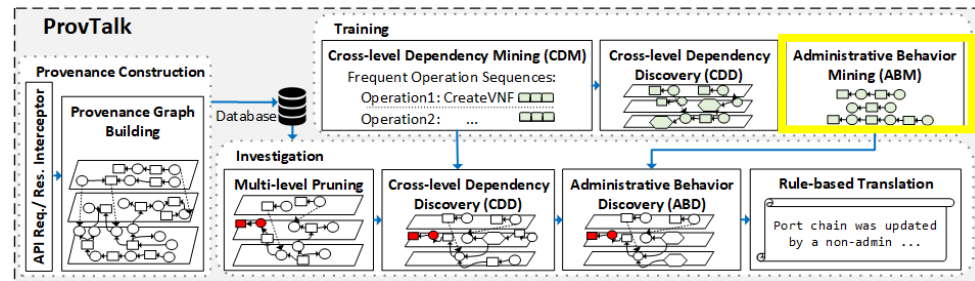 ProvTalk
Provenance Construction
API Req./ Res. Interceptor
Provenance Graph
Building
Database
Training
Cross-level Dependency Mining (CDM)
Frequent Operation Sequences:
Operation1: CreateVNF
Operation2: ...
Cross-level Dependency
Discovery (CDD)
Administrative Behavior
Mining (ABM)
Investigation
Multi-level Pruning
Cross-level Dependency
Discovery (CDD)
Administrative Behavior
Discovery (ABD)
Rule-based Translation
Port chain was updated
by a non-admin ...